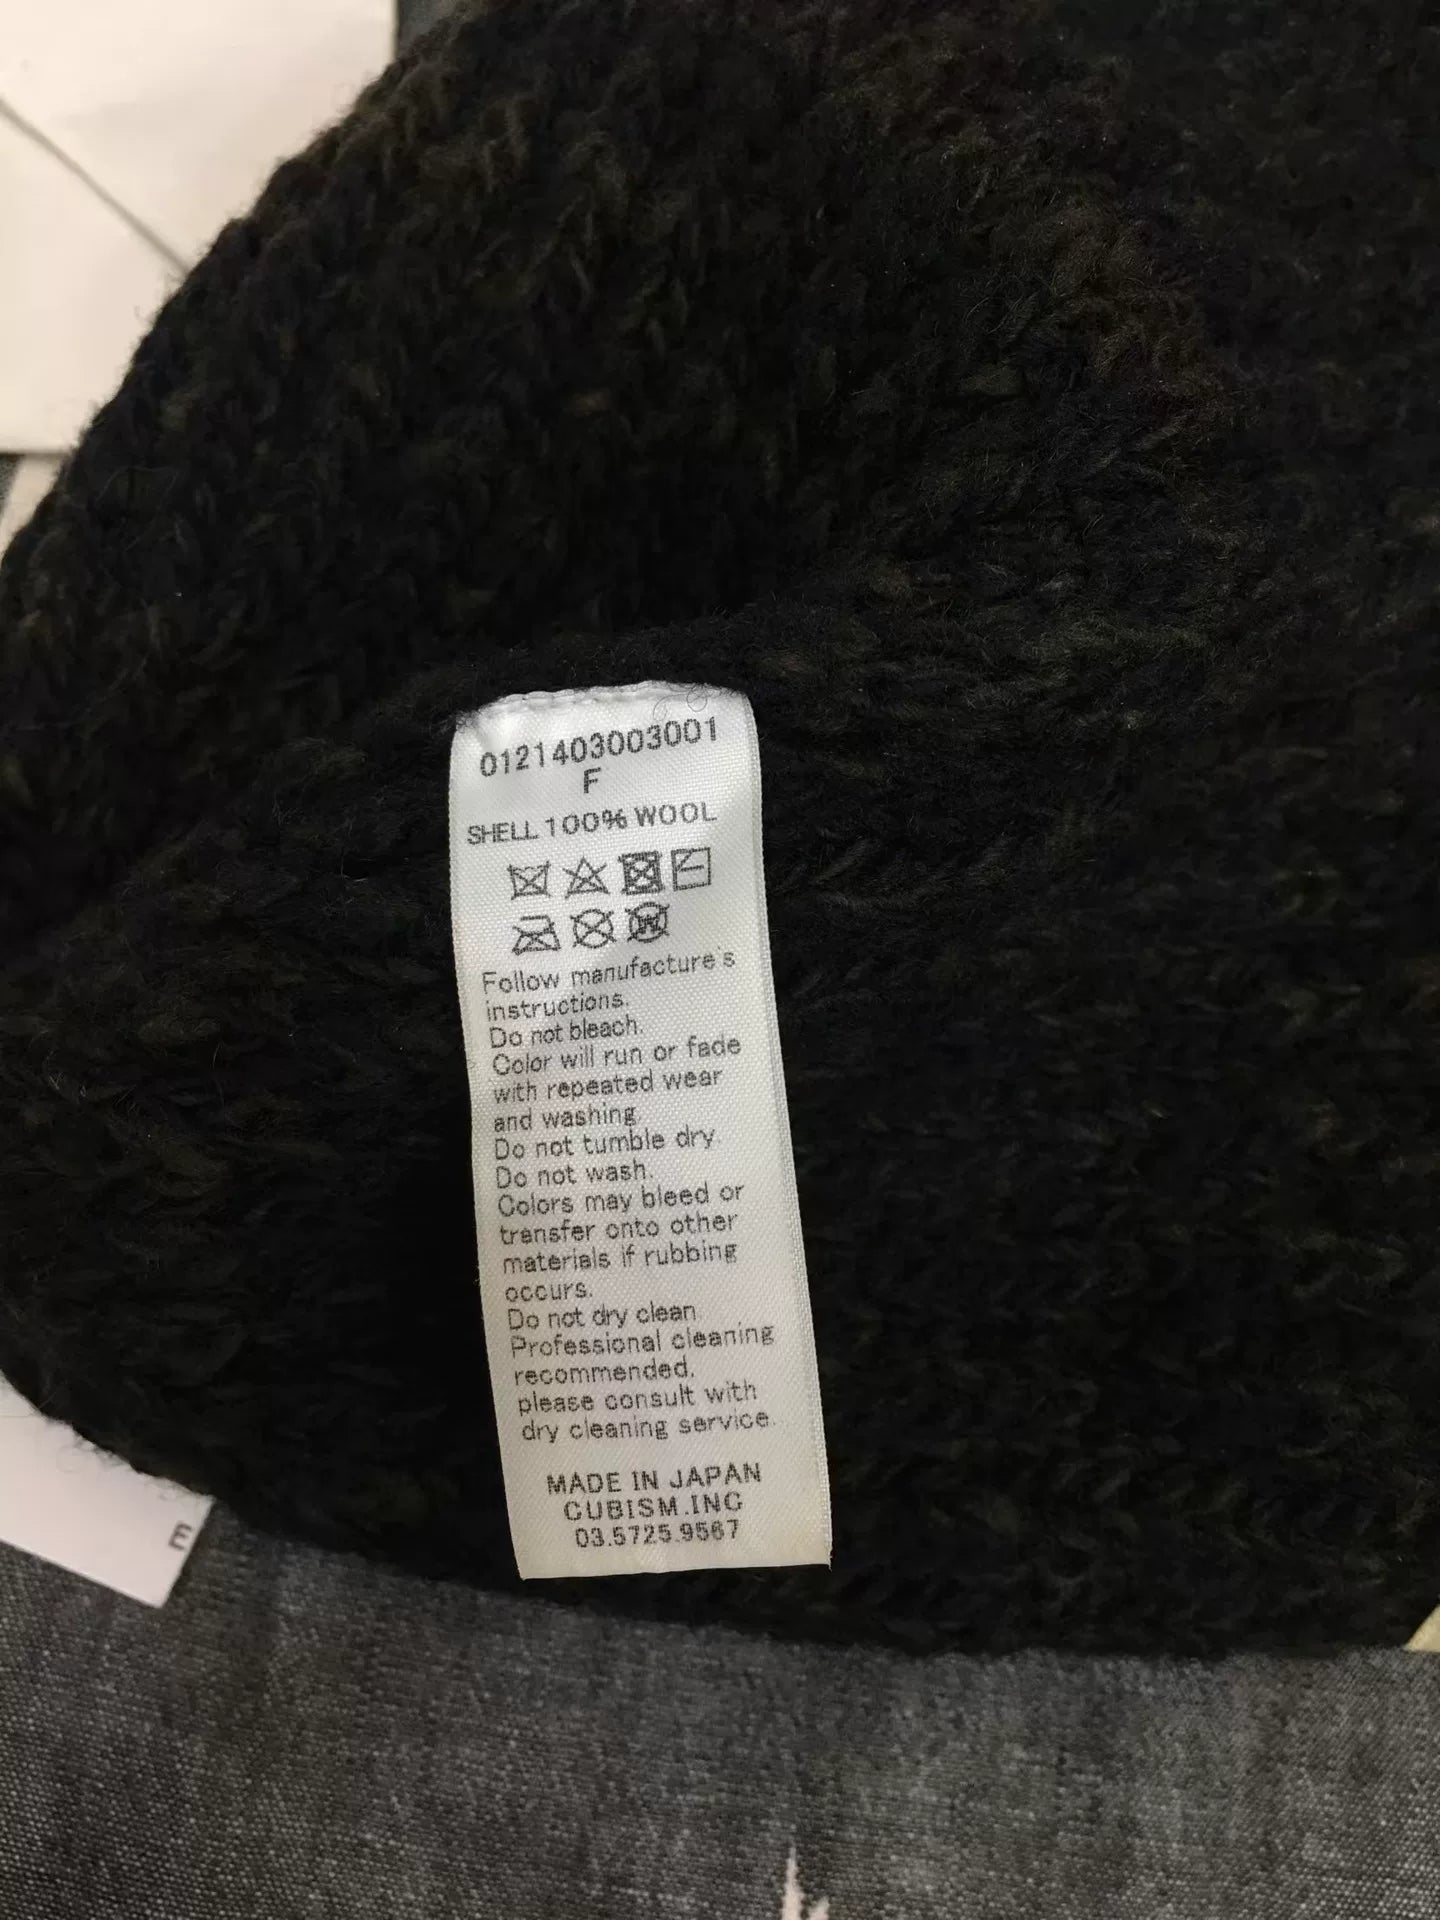 0121403003001
F
SHELL 100% WOOL
Follow manufacture's
instructions.
Do not bleach.
Color will run or fade
with repeated wear
and washing.
Do not tumble dry.
Do not wash.
Colors may bleed or
transfer onto other
materials if rubbing
occurs.
Do not dry clean.
Professional cleaning
recommended.
please consult with
dry cleaning service.
MADE IN JAPAN
CUBISM.INC
03.5725.9567
E